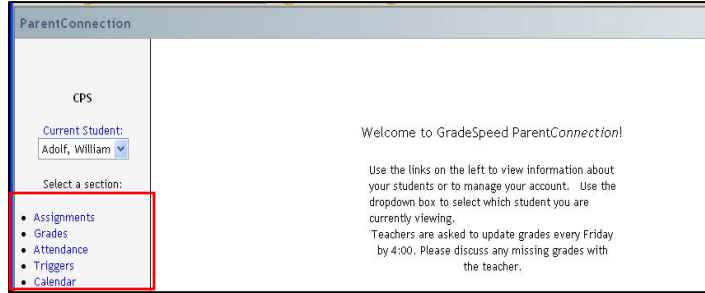 ParentConnection
CPS
Current Student:
Adolf, William
Select a section:
Assignments
Grades
Attendance
Triggers
Calendar
Welcome to GradeSpeed ParentConnection!
Use the links on the left to view information about
your students or to manage your account. Use the
dropdown box to select which student you are
currently viewing.
Teachers are asked to update grades every Friday
by 4:00. Please discuss any missing grades with
the teacher.